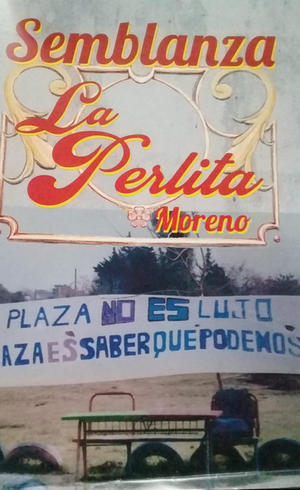 Semblanza
La
Perlita
Moreno
PLAZA NO ES LUJO
AZA ES SABER QUE PODEMOS